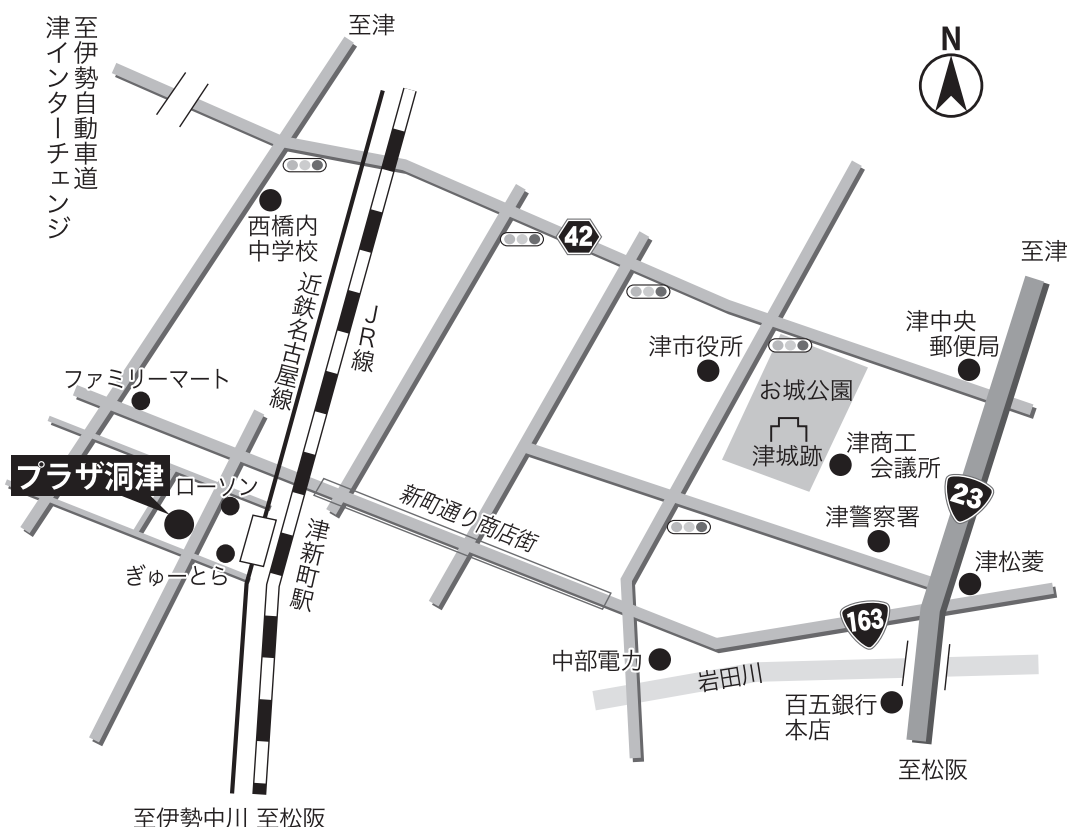 至伊勢自動車道
津インターチェンジ
至津
N
西橋内
中学校
42
近鉄名古屋線
JR線
至津
津中央
郵便局
津市役所
お城公園
津城跡
津商工
会議所
ファミリーマート
プラザ洞津
ローソン
ぎゅーとら
津新町駅
新町通り商店街
23
津警察署
津松菱
163
中部電力
岩田川
百五銀行
本店
至松阪
至伊勢中川
至松阪